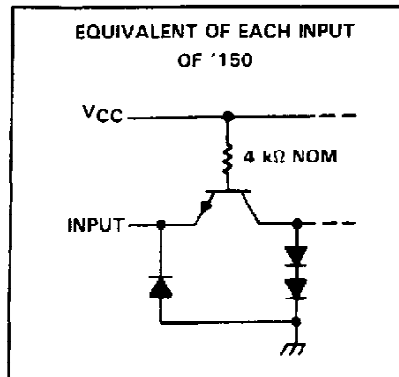 EQUIVALENT OF EACH INPUT
OF '150
VCC
4 kΩ NOM
INPUT